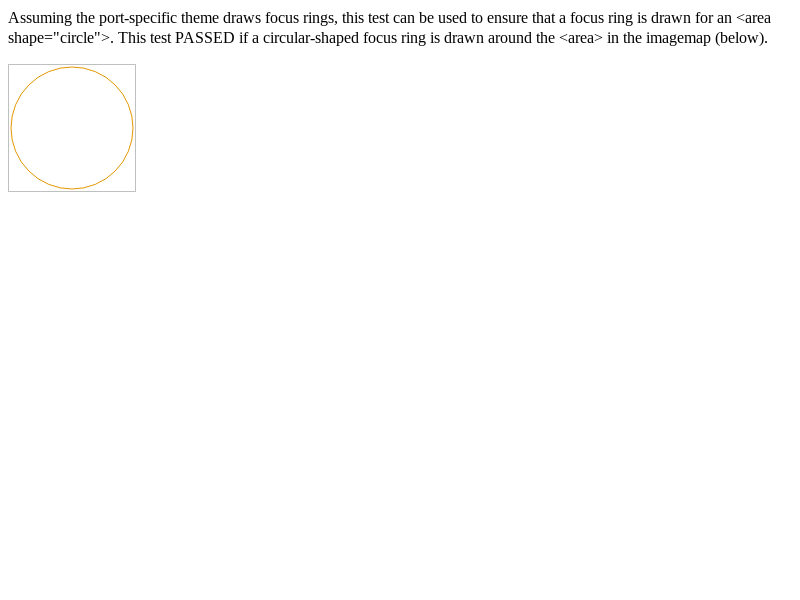 Assuming the port-specific theme draws focus rings, this test can be used to ensure that a focus ring is drawn for an <area
shape="circle">. This test PASSED if a circular-shaped focus ring is drawn around the <area> in the imagemap (below).